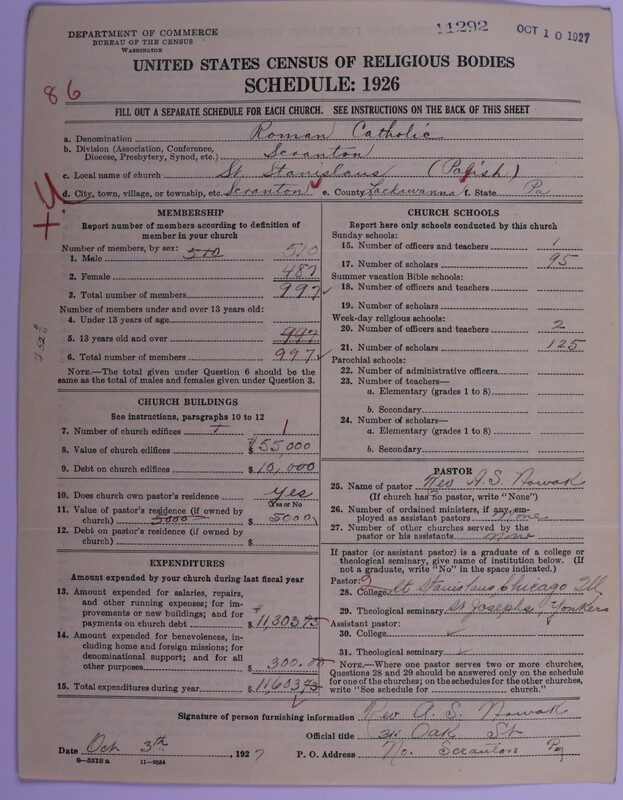 DEPARTMENT OF COMMERCE
BUREAU OF THE CENSUS
WASHINGTON
11292
OCT 10 1927
UNITED STATES CENSUS OF RELIGIOUS BODIES
SCHEDULE: 1926
86
FILL OUT A SEPARATE SCHEDULE FOR EACH CHURCH. SEE INSTRUCTIONS ON THE BACK OF THIS SHEET
a. Denomination Roman Catholic
b. Division (Association, Conference, Diocese, Presbytery, Synod, etc.) Scranton
c. Local name of church St. Stanislaus (Parish)
d. City, town, village, or township, etc. Scranton e. County Lackawanna f. State Pa
MEMBERSHIP
Report number of members according to definition of
member in your church
Number of members, by sex:
1. Male 510 510
2. Female 487
3. Total number of members 997
Number of members under and over 13 years old:
4. Under 13 years of age
5. 13 years old and over 997
6. Total number of members 997
NOTE.—The total given under Question 6 should be
the same as the total of males and females given under Question 3.
CHURCH BUILDINGS
See instructions, paragraphs 10 to 12
7. Number of church edifices 1 1
8. Value of church edifices $55,000
9. Debt on church edifices $101,000
10. Does church own pastor's residence Yes
Yes or No
11. Value of pastor's residence (if owned by
church) 5000 $ 5000
12. Debt on pastor's residence (if owned by
church) $
EXPENDITURES
Amount expended by your church during last fiscal year
13. Amount expended for salaries, repairs,
and other running expenses; for im-
provements or new buildings; and for
payments on church debt $ 11,303.95
14. Amount expended for benevolences,
including home and foreign missions; for
denominational support; and for all
other purposes $ 300.00
15. Total expenditures during year $ 11,603.95
CHURCH SCHOOLS
Report here only schools conducted by this church
Sunday schools:
16. Number of officers and teachers 1
17. Number of scholars 95
Summer vacation Bible schools:
18. Number of officers and teachers
19. Number of scholars
Week-day religious schools:
20. Number of officers and teachers 2
21. Number of scholars 125
Parochial schools:
22. Number of administrative officers
23. Number of teachers—
a. Elementary (grades 1 to 8)
b. Secondary
24. Number of scholars—
a. Elementary (grades 1 to 8)
b. Secondary
PASTOR
25. Name of pastor Rev A.S. Nowak
(If church has no pastor, write "None")
26. Number of ordained ministers, if any, em-
ployed as assistant pastors None
27. Number of other churches served by the
pastor or his assistants None
If pastor (or assistant pastor) is a graduate of a college or
theological seminary, give name of institution below. (If
not a graduate, write "No" in the space indicated.)
Pastor: 2
28. College St Stanislaus, Chicago Ill
29. Theological seminary St Josephs, Yonkers
Assistant pastor:
30. College
31. Theological seminary
NOTE.—Where one pastor serves two or more churches,
Questions 28 and 29 should be answered only on the schedule
for one of the churches; on the schedules for the other churches,
write "See schedule for church."
Signature of person furnishing information Rev A. S. Nowak
Official title Oak St
Date Oct 3th, 1927 P. O. Address No. Scranton Pa
8—5518 a 11—9054